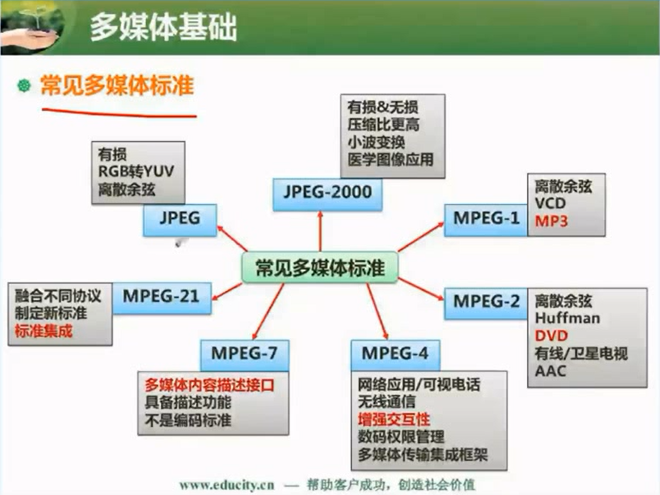 多媒体基础
常见多媒体标准
有损&无损
压缩比更高
小波变换
医学图像应用
JPEG-2000
有损
RGB转YUV
离散余弦
JPEG
离散余弦
VCD
MP3
MPEG-1
常见多媒体标准
融合不同协议
制定新标准
标准集成
MPEG-21
MPEG-2
离散余弦
Huffman
DVD
有线/卫星电视
AAC
MPEG-7
多媒体内容描述接口
具备描述功能
不是编码标准
MPEG-4
网络应用/可视电话
无线通信
增强交互性
数码权限管理
多媒体传输集成框架
www.educity.cn — 帮助客户成功，创造社会价值